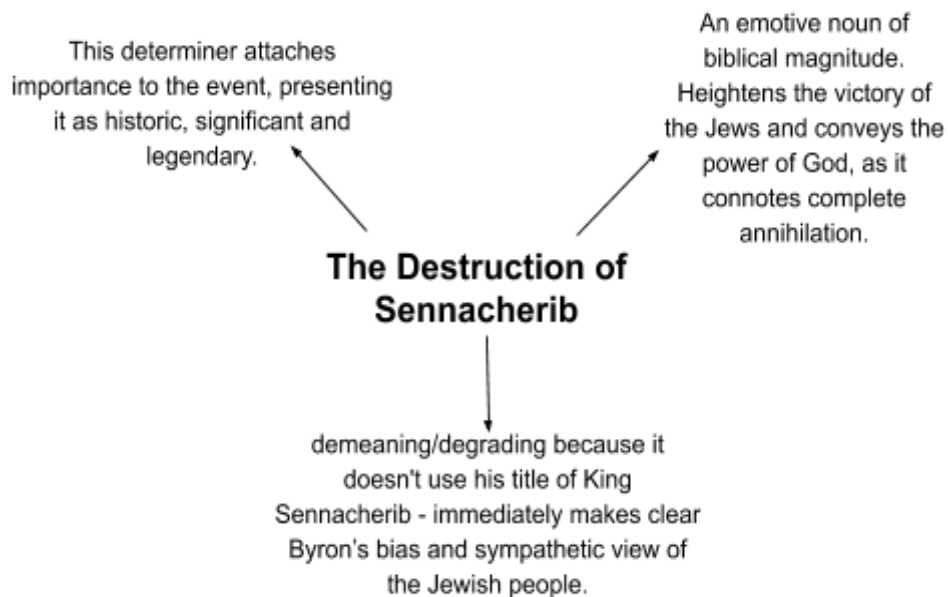 This determiner attaches
importance to the event, presenting
it as historic, significant and
legendary.
An emotive noun of
biblical magnitude.
Heightens the victory of
the Jews and conveys the
power of God, as it
connotes complete
annihilation.
The Destruction of
Sennacherib
demeaning/degrading because it
doesn't use his title of King
Sennacherib - immediately makes clear
Byron's bias and sympathetic view of
the Jewish people.